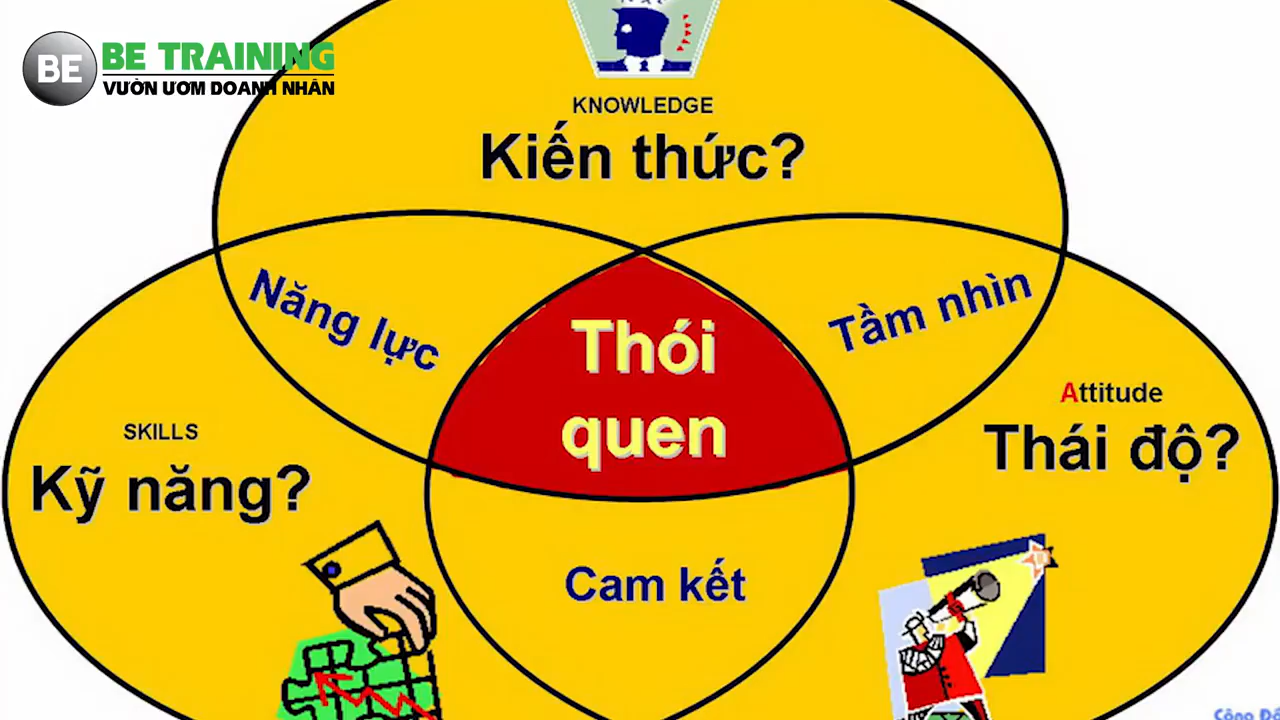 BE
BE TRAINING
VƯỜN ƯƠM DOANH NHÂN
KNOWLEDGE
Kiến thức?
Năng lực
Tầm nhìn
Thói
quen
Attitude
Thái độ?
SKILLS
Kỹ năng?
Cam kết